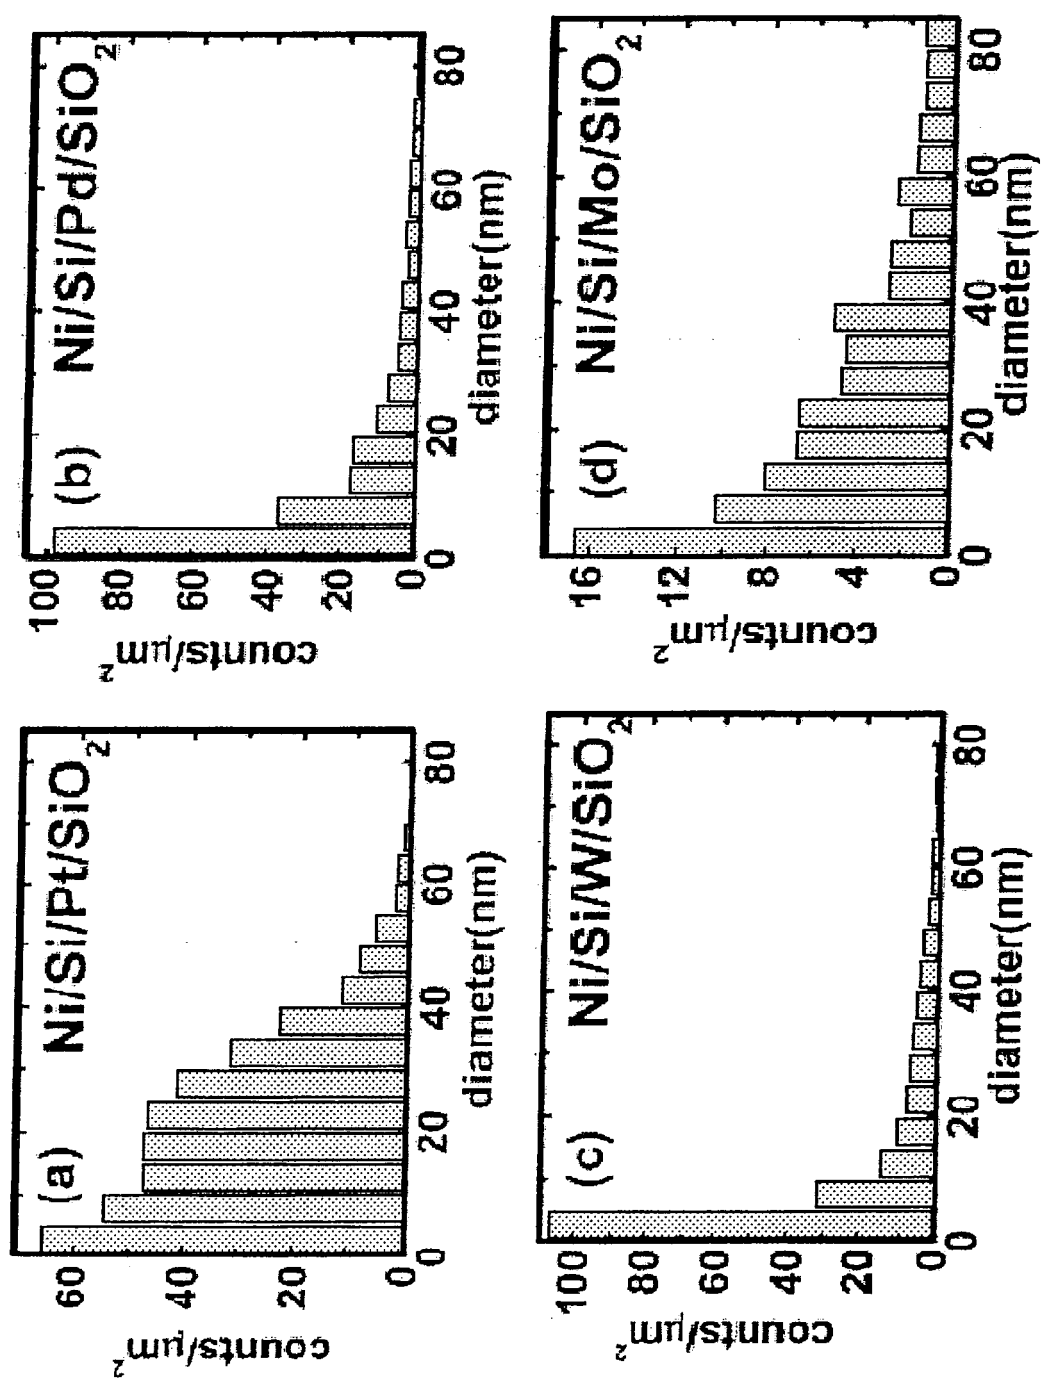 (a) Ni/Si/Pt/SiO2
counts/μm2
60
40
20
0
0 20 40 60 80
diameter(nm)
(b) Ni/Si/Pd/SiO2
counts/μm2
100
80
60
40
20
0
0 20 40 60 80
diameter(nm)
(c) Ni/Si/W/SiO2
counts/μm2
100
80
60
40
20
0
0 20 40 60 80
diameter(nm)
(d) Ni/Si/Mo/SiO2
counts/μm2
16
12
8
4
0
0 20 40 60 80
diameter(nm)